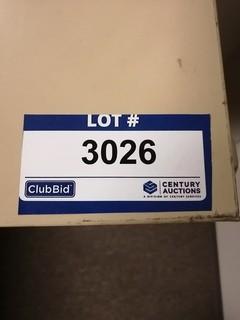 LOT #
3026
ClubBid
CENTURY
AUCTIONS
A DIVISION OF CENTURY SERVICES